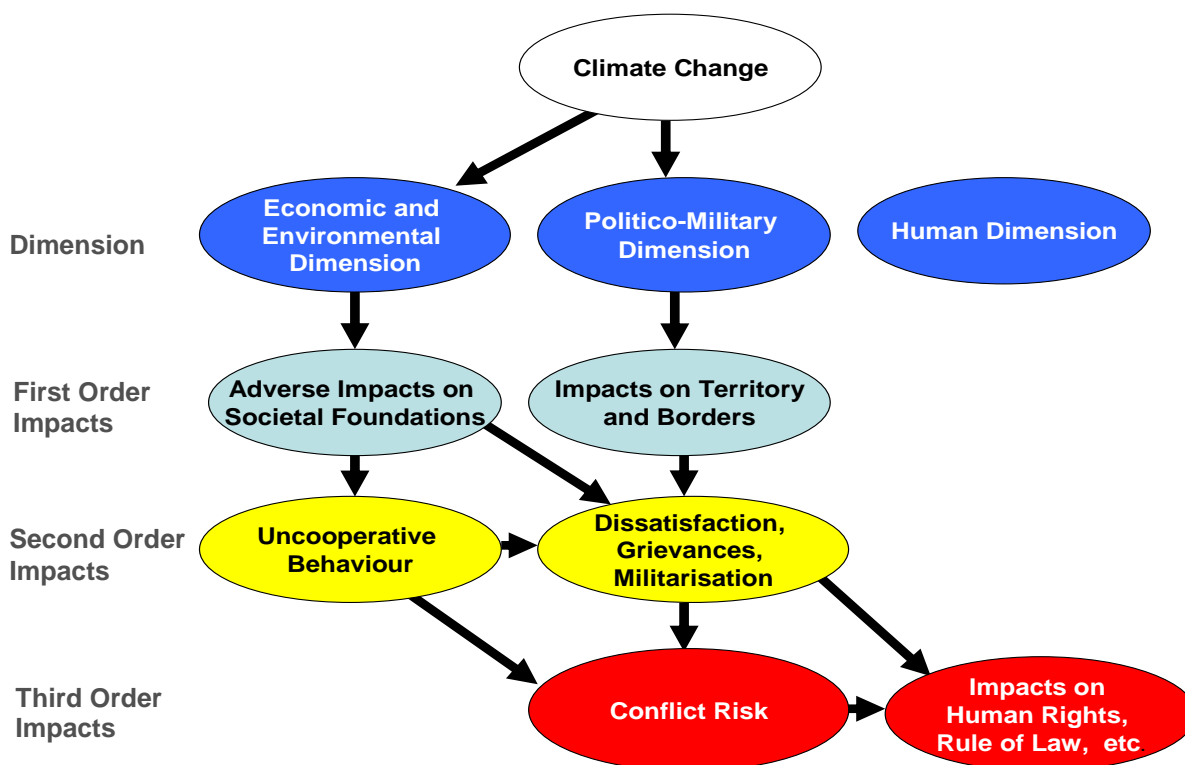 Climate Change
Dimension
Economic and
Environmental
Dimension
Politico-Military
Dimension
Human Dimension
First Order
Impacts
Adverse Impacts on
Societal Foundations
Impacts on Territory
and Borders
Second Order
Impacts
Uncooperative
Behaviour
Dissatisfaction,
Grievances,
Militarisation
Third Order
Impacts
Conflict Risk
Impacts on
Human Rights,
Rule of Law, etc.